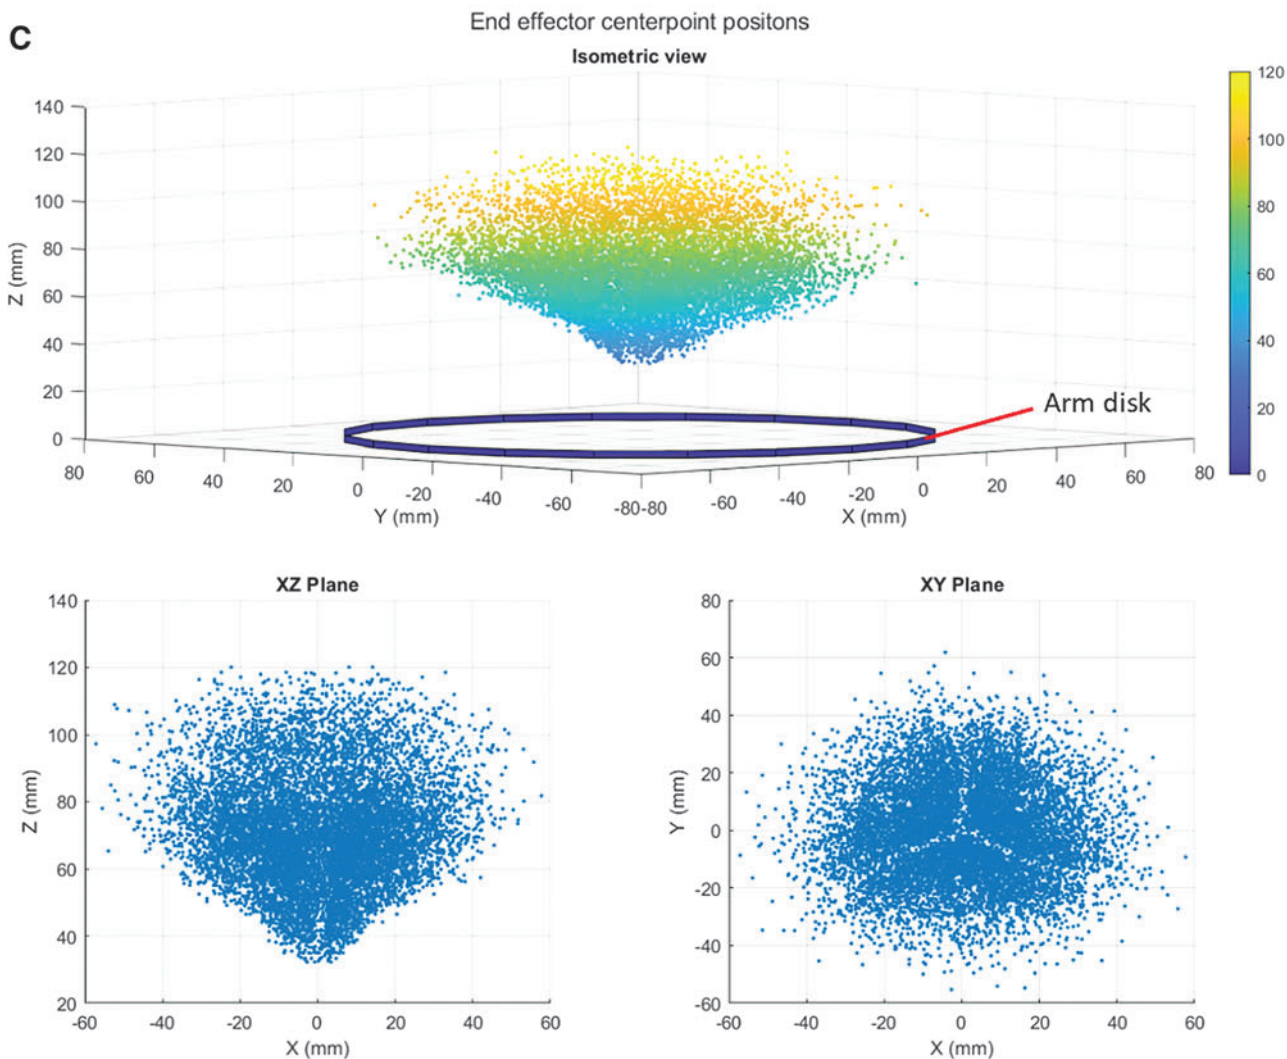 C
End effector centerpoint positons
Isometric view
140
120
100
80
60
40
20
0
Z (mm)
80 60 40 20 0 -20 -40 -60 -80
Y (mm)
-80 -60 -40 -20 0 20 40 60 80
X (mm)
Arm disk
120
100
80
60
40
20
0
XZ Plane
140
120
100
80
60
40
20
Z (mm)
-60 -40 -20 0 20 40 60
X (mm)
XY Plane
80
60
40
20
0
-20
-40
-60
Y (mm)
-60 -40 -20 0 20 40 60
X (mm)